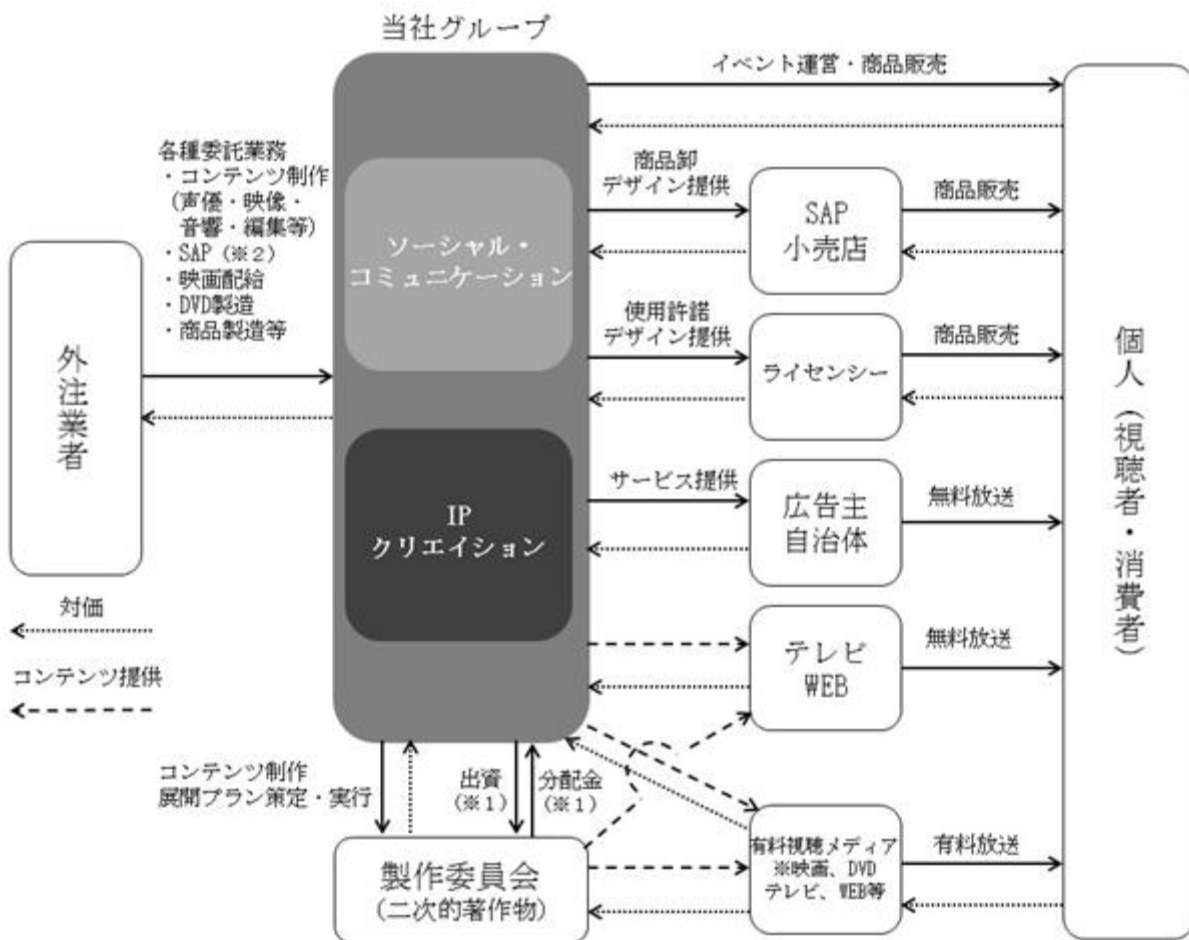 当社グループ
イベント運営・商品販売
各種委託業務
・コンテンツ制作
(声優・映像・
音響・編集等)
・SAP(※2)
・映画配給
・DVD製造
・商品製造等
外注業者
対価
コンテンツ提供
ソーシャル・
コミュニケーション
IP
クリエイション
商品卸
デザイン提供
SAP
小売店
商品販売
使用許諾
デザイン提供
ライセンシー
商品販売
サービス提供
広告主
自治体
無料放送
テレビ
WEB
無料放送
コンテンツ制作
展開プラン策定・実行
出資
(※1)
分配金
(※1)
製作委員会
(二次的著作物)
有料視聴メディア
※映画、DVD
テレビ、WEB等
有料放送
個人(視聴者・消費者)